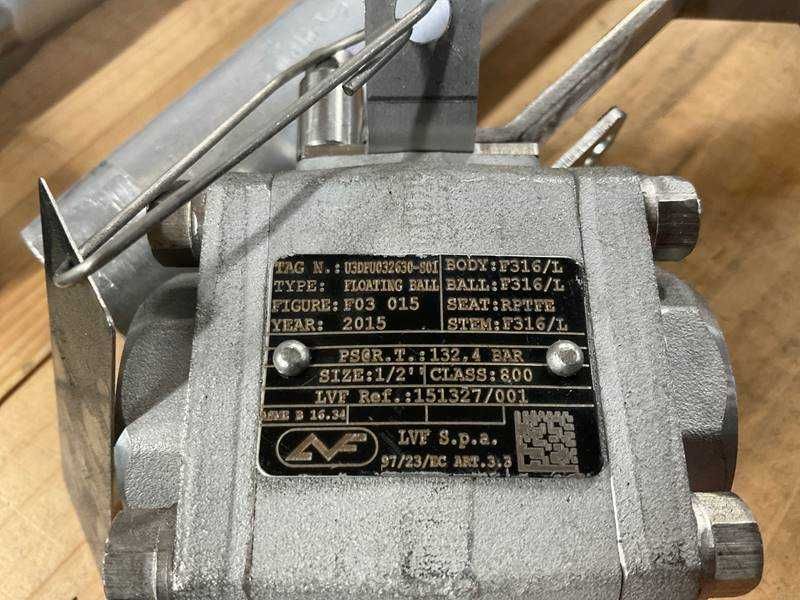 TAG N.: U3DFU032630-S01 BODY: F316/L
TYPE: FLOATING BALL BALL: F316/L
FIGURE: F03 015 SEAT: RPTFE
YEAR: 2015 STEM: F316/L
PS@R.T.: 132,4 BAR
SIZE: 1/2'' CLASS: 800
LVF Ref.: 151327/001
ASME B 16.34
LVF LVF S.p.a.
97/23/EC ART.3.3